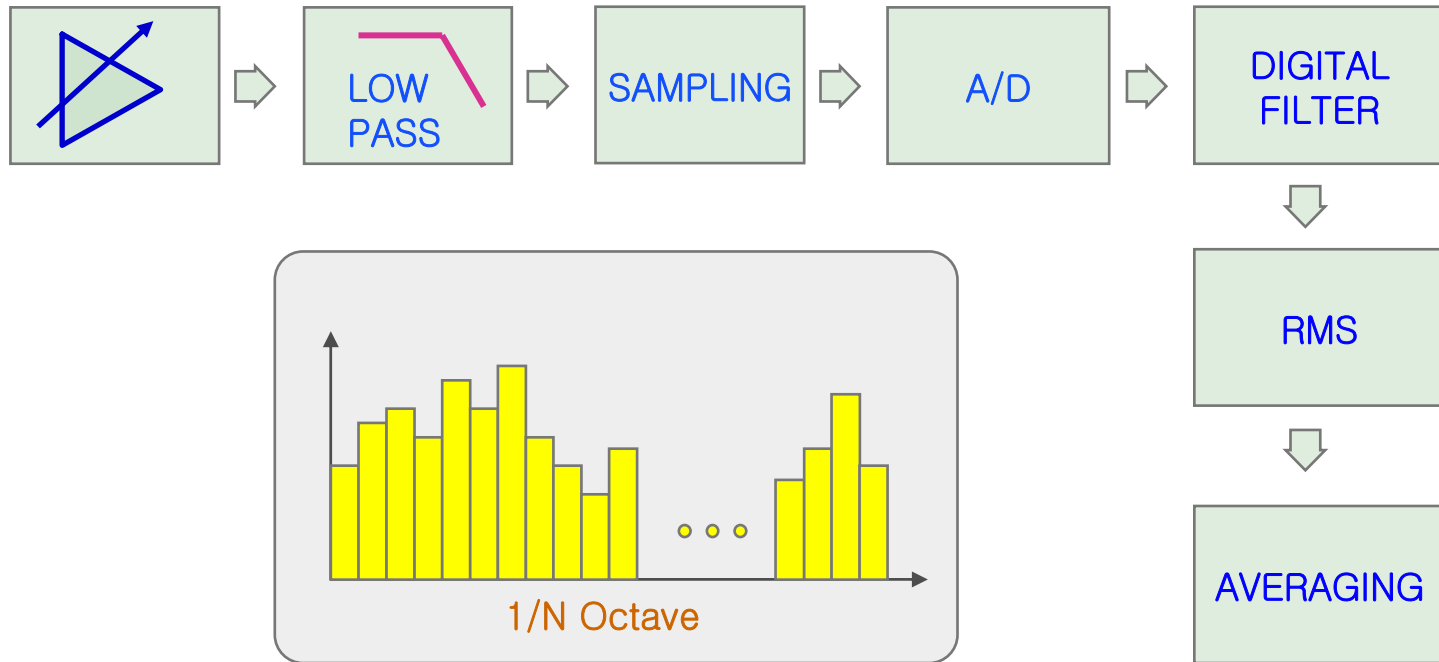 LOW
PASS
SAMPLING
A/D
DIGITAL
FILTER
RMS
AVERAGING
1/N Octave